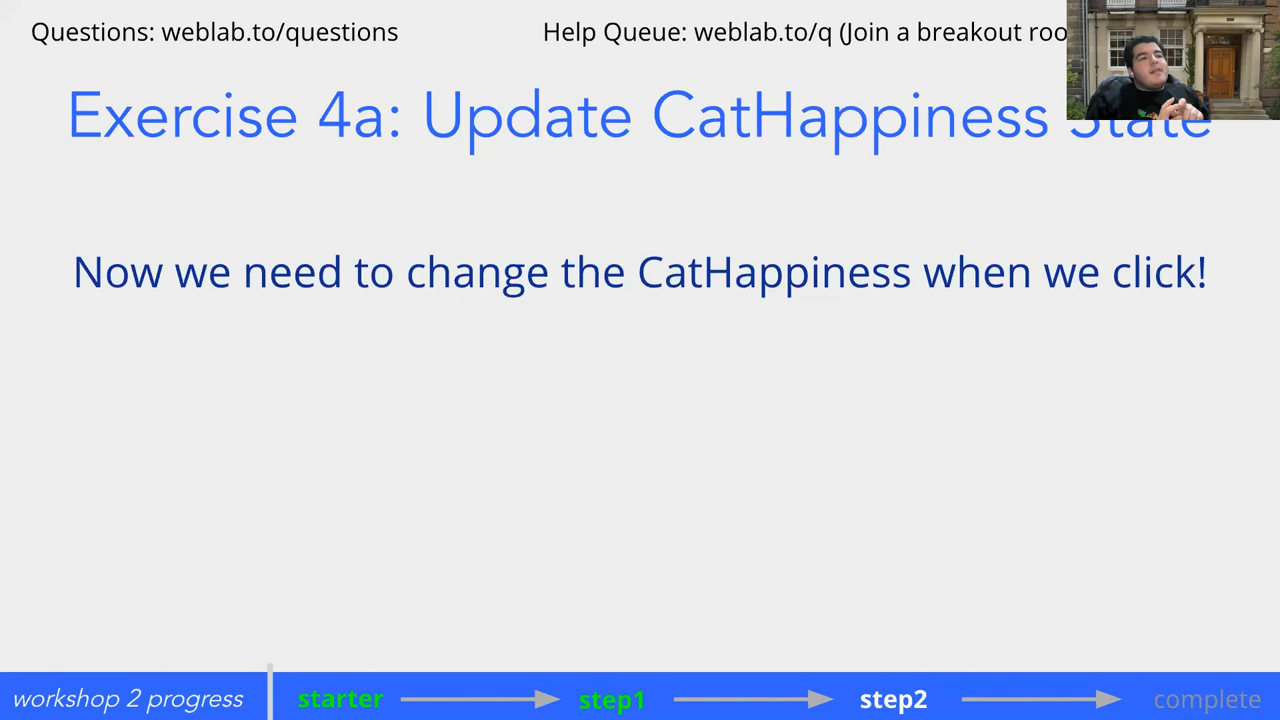 Questions: weblab.to/questions
Help Queue: weblab.to/q (Join a breakout roo
Exercise 4a: Update CatHappiness State
Now we need to change the CatHappiness when we click!
workshop 2 progress
starter
step1
step2
complete